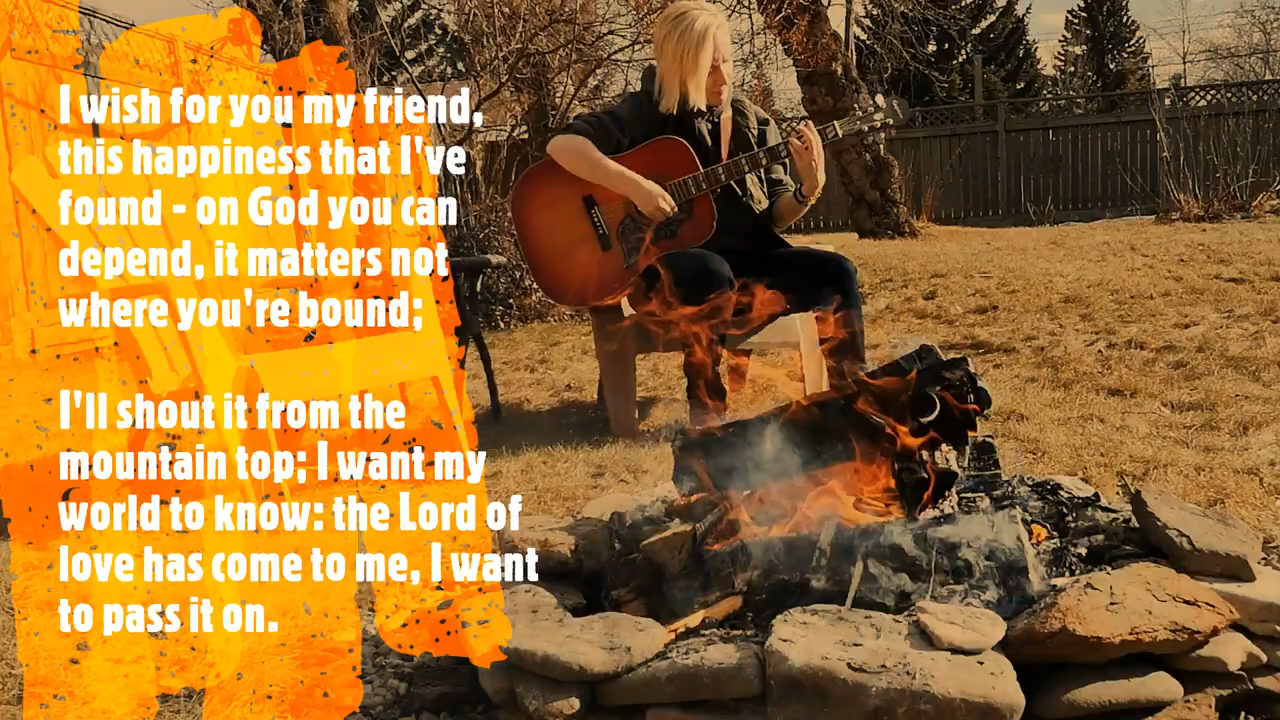 I wish for you my friend,
this happiness that I've
found - on God you can
depend, it matters not
where you're bound;
I'll shout it from the
mountain top; I want my
world to know: the Lord of
love has come to me, I want
to pass it on.